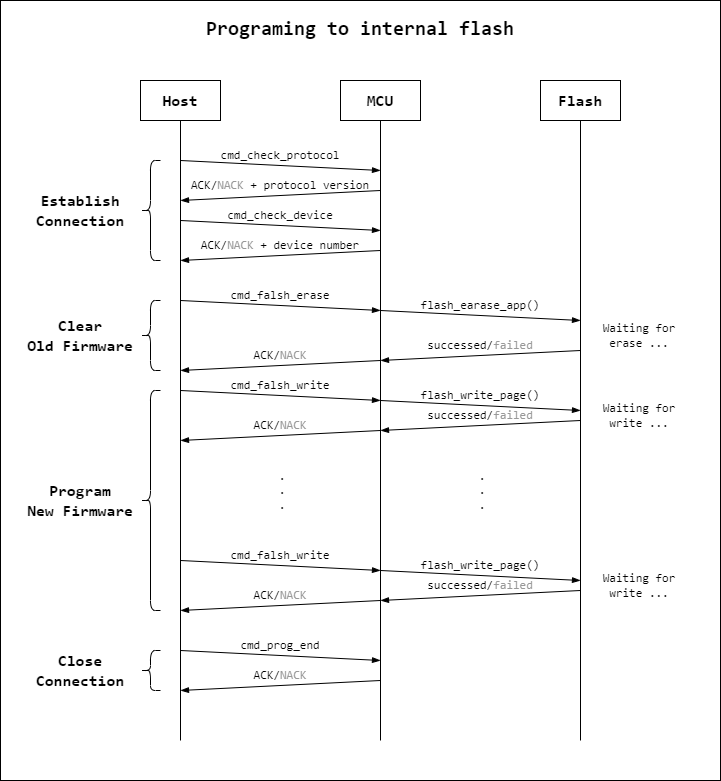 Programing to internal flash
Host
MCU
Flash
cmd_check_protocol
ACK/NACK + protocol version
Establish
Connection
cmd_check_device
ACK/NACK + device number
cmd_falsh_erase
flash_earase_app()
Clear
Old Firmware
Waiting for
erase ...
successed/failed
ACK/NACK
cmd_falsh_write
flash_write_page()
Waiting for
write ...
successed/failed
ACK/NACK
Program
New Firmware
cmd_falsh_write
flash_write_page()
Waiting for
write ...
successed/failed
ACK/NACK
cmd_prog_end
Close
Connection
ACK/NACK